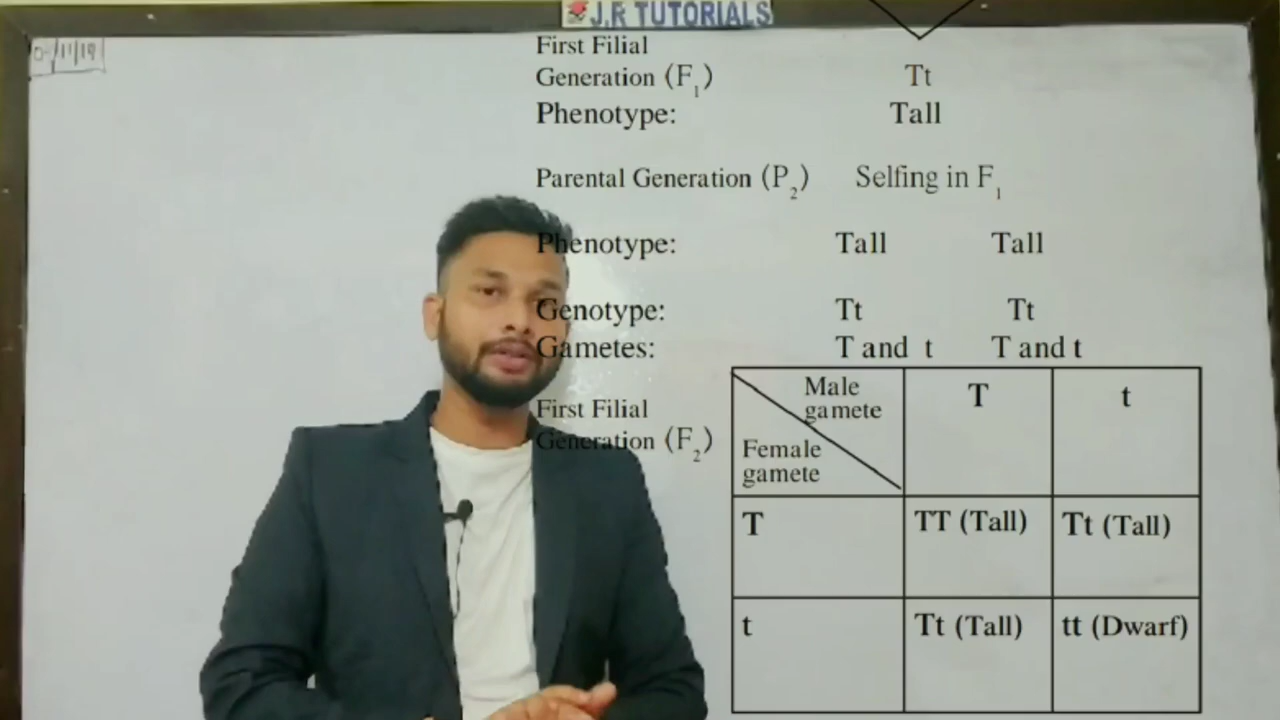 J.R TUTORIALS
First Filial
Generation (F₁) Tt
Phenotype: Tall
Parental Generation (P₂) Selfing in F₁
Phenotype: Tall Tall
Genotype: Tt Tt
Gametes: T and t T and t
First Filial
Generation (F₂)
Male
gamete
T t
Female
gamete
T TT (Tall) Tt (Tall)
t Tt (Tall) tt (Dwarf)